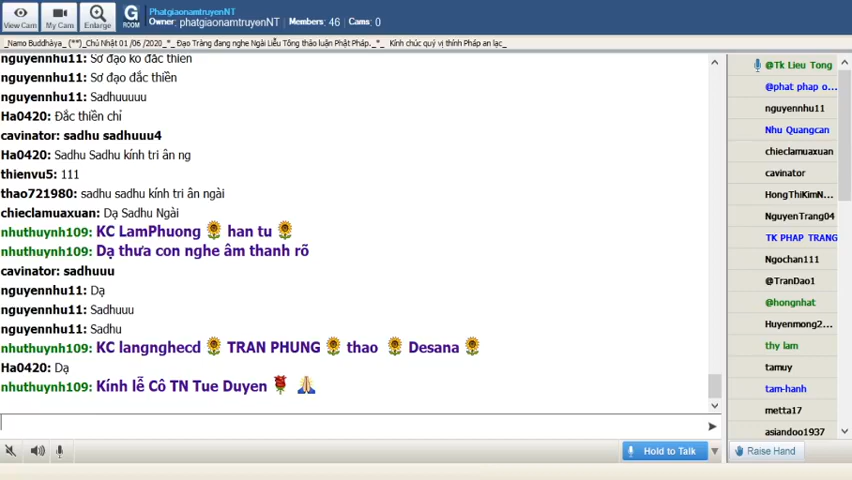 View Cam
My Cam
Enlarge
G
ROOM
PhatgiaonamtruyenNT
Owner: phatgiaonamtruyenNT Members: 46 Cams: 0
_Namo Buddhàya_ (**)_Chủ Nhật 01 /06 /2020_*_ Đạo Tràng đang nghe Ngài Liễu Tông thảo luận Phật Pháp._*_ Kính chúc quý vị thính Pháp an lạc_
nguyennhu11: Sơ đạo ko đắc thien
nguyennhu11: Sơ đạo đắc thiền
nguyennhu11: Sadhuuuuu
Ha0420: Đắc thiền chỉ
cavinator: sadhu sadhuuu4
Ha0420: Sadhu Sadhu kính tri ân ng
thienvu5: 111
thao721980: sadhu sadhu kính tri ân ngài
chieclamuaxuan: Dạ Sadhu Ngài
nhuthuynh109: KC LamPhuong han tu
nhuthuynh109: Dạ thưa con nghe âm thanh rõ
cavinator: sadhuuu
nguyennhu11: Dạ
nguyennhu11: Sadhuuu
nguyennhu11: Sadhu
nhuthuynh109: KC langnghecd TRAN PHUNG thao Desana
Ha0420: Dạ
nhuthuynh109: Kính lễ Cô TN Tue Duyen
@Tk Lieu Tong
@phat phap o...
nguyennhu11
Nhu Quangcan
chieclamuaxuan
cavinator
HongThiKimN...
NguyenTrang04
TK PHAP TRANG
Ngochan111
@TranDao1
@hongnhat
Huyenmong2...
thy lam
tamuy
tam-hanh
metta17
asiandoo1937
Hold to Talk
Raise Hand